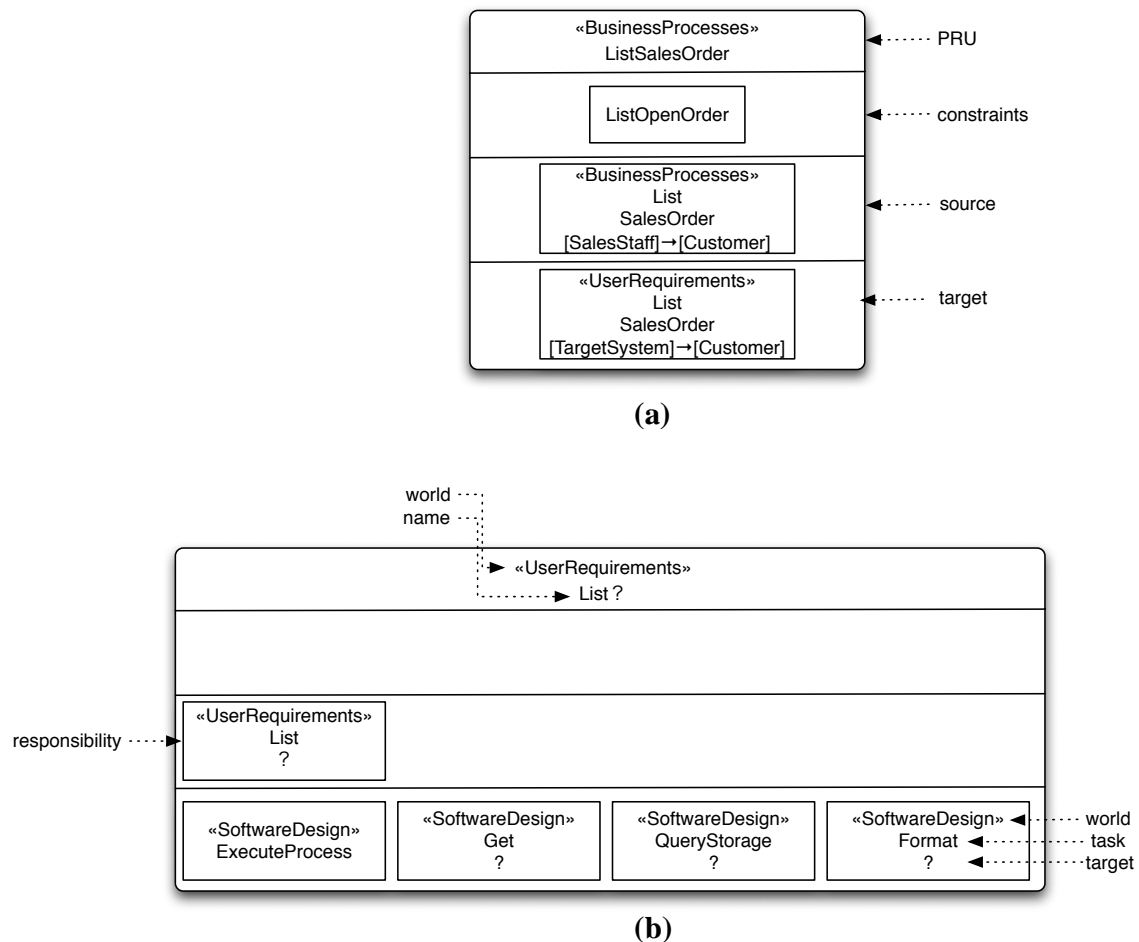 «BusinessProcesses»
ListSalesOrder
PRU
ListOpenOrder
constraints
«BusinessProcesses»
List
SalesOrder
[SalesStaff]→[Customer]
source
«UserRequirements»
List
SalesOrder
[TargetSystem]→[Customer]
target
(a)
world
name
«UserRequirements»
List ?
responsibility
«UserRequirements»
List
?
«SoftwareDesign»
ExecuteProcess
«SoftwareDesign»
Get
?
«SoftwareDesign»
QueryStorage
?
«SoftwareDesign»
Format
?
world
task
target
(b)